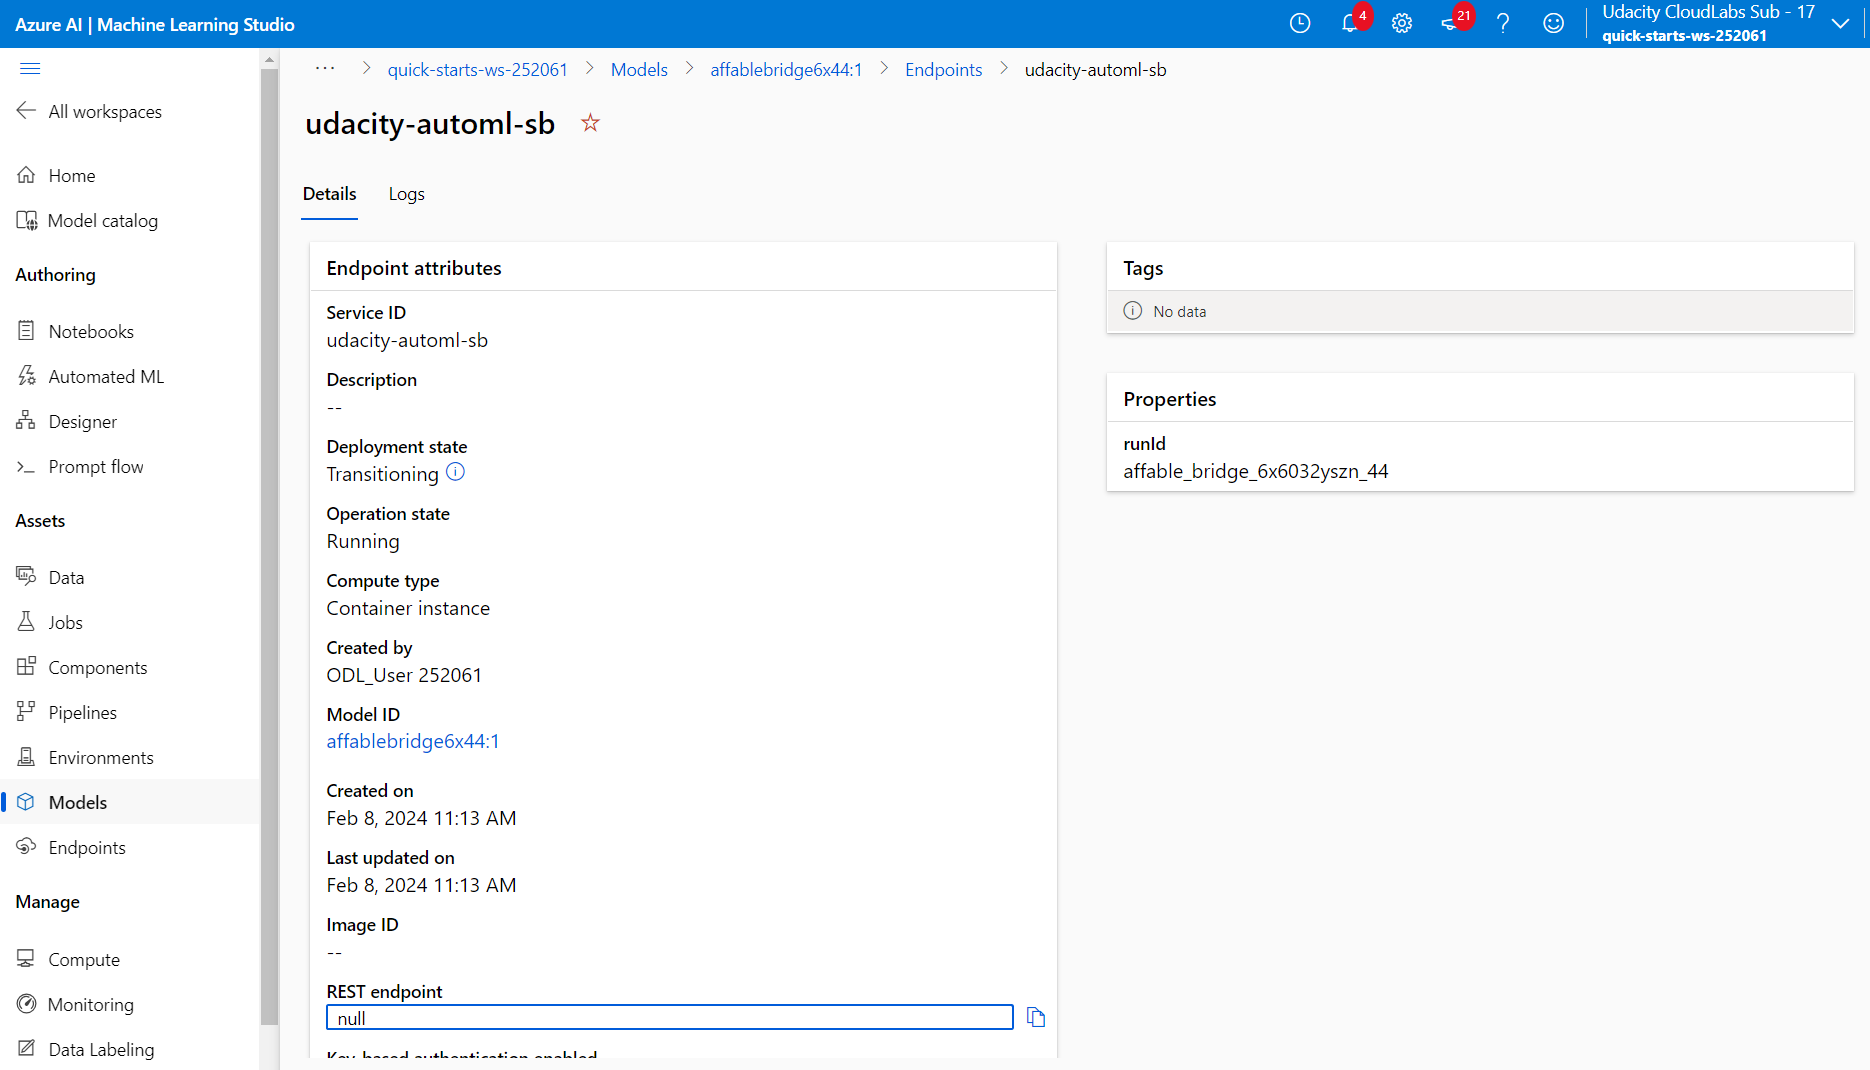 Azure AI | Machine Learning Studio
4
21
Udacity CloudLabs Sub - 17
quick-starts-ws-252061
All workspaces
Home
Model catalog
Authoring
Notebooks
Automated ML
Designer
Prompt flow
Assets
Data
Jobs
Components
Pipelines
Environments
Models
Endpoints
Manage
Compute
Monitoring
Data Labeling
··· > quick-starts-ws-252061 > Models > affablebridge6x44:1 > Endpoints > udacity-automl-sb
udacity-automl-sb
Details Logs
Endpoint attributes
Service ID
udacity-automl-sb
Description
--
Deployment state
Transitioning
Operation state
Running
Compute type
Container instance
Created by
ODL_User 252061
Model ID
affablebridge6x44:1
Created on
Feb 8, 2024 11:13 AM
Last updated on
Feb 8, 2024 11:13 AM
Image ID
--
REST endpoint
null
Key-based authentication enabled
Tags
No data
Properties
runId
affable_bridge_6x6032yszn_44